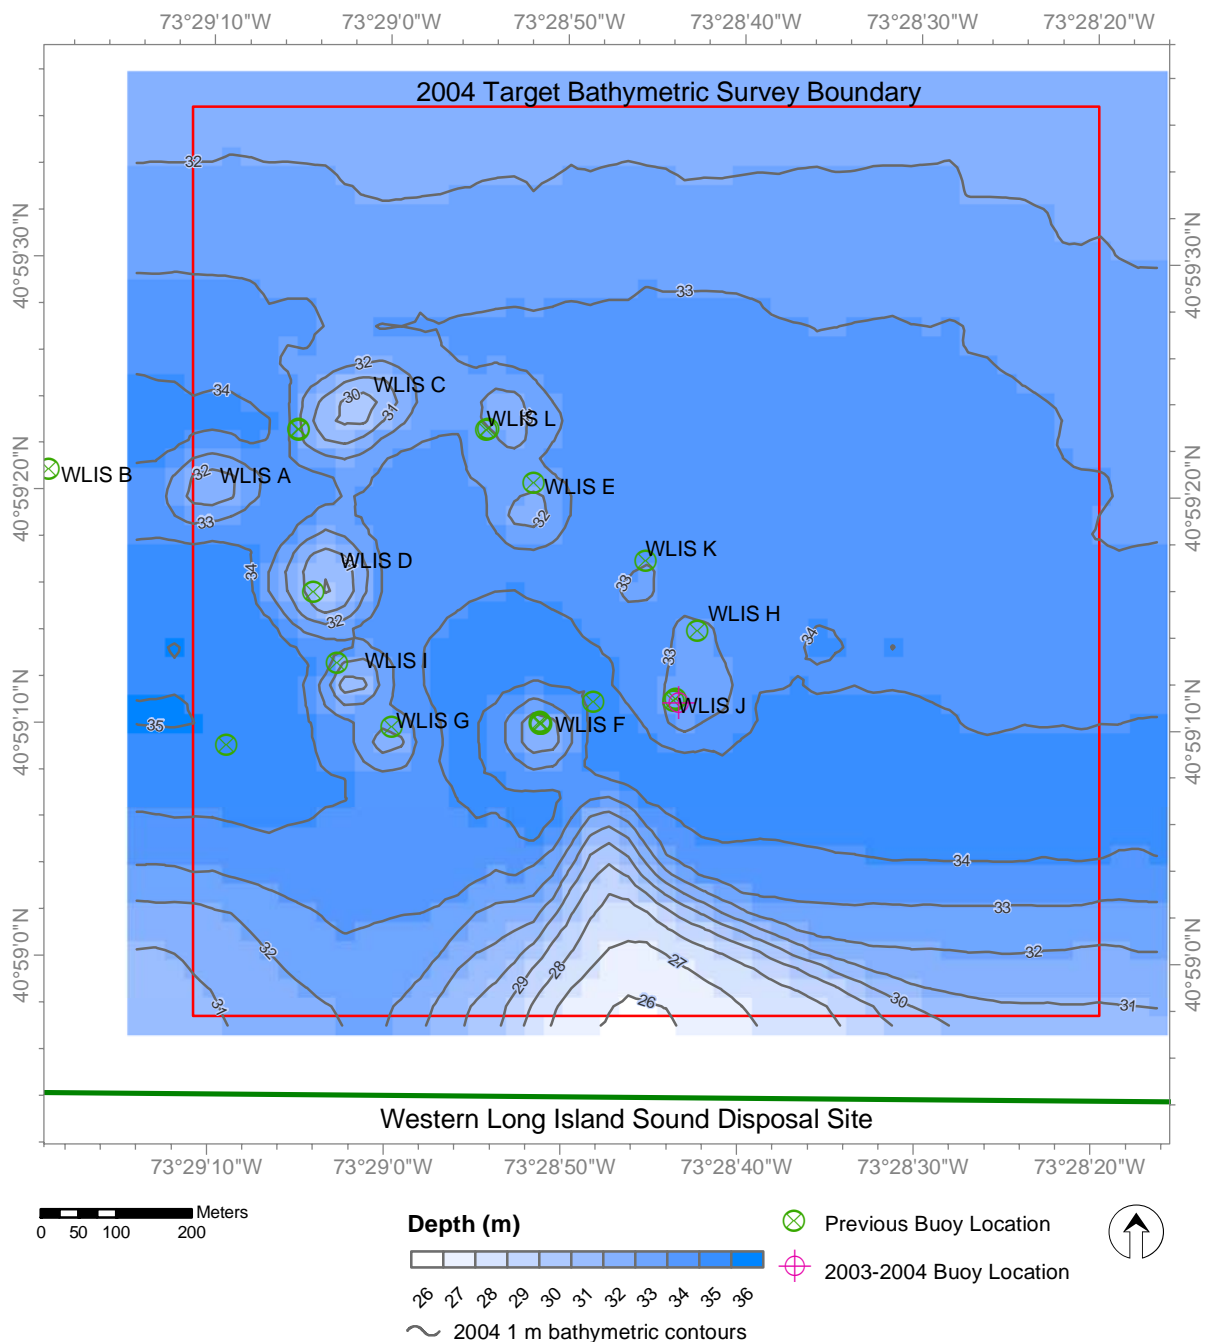 73°29'10"W 73°29'0"W 73°28'50"W 73°28'40"W 73°28'30"W 73°28'20"W
2004 Target Bathymetric Survey Boundary
32
40°59'30"N
40°59'30"N
33
32
34
30
WLIS C
31
WLIS L
32
WLIS A
WLIS B
40°59'20"N
40°59'20"N
WLIS E
33
32
WLIS K
34
WLIS D
33
32
WLIS H
34
33
WLIS I
WLIS J
35
40°59'10"N
40°59'10"N
WLIS G
WLIS F
34
33
32
32
27
28
29
26
30
31
31
40°59'0"N
40°59'0"N
Western Long Island Sound Disposal Site
73°29'10"W 73°29'0"W 73°28'50"W 73°28'40"W 73°28'30"W 73°28'20"W
Meters
0 50 100 200
Depth (m)
26 27 28 29 30 31 32 33 34 35 36
2004 1 m bathymetric contours
Previous Buoy Location
2003-2004 Buoy Location